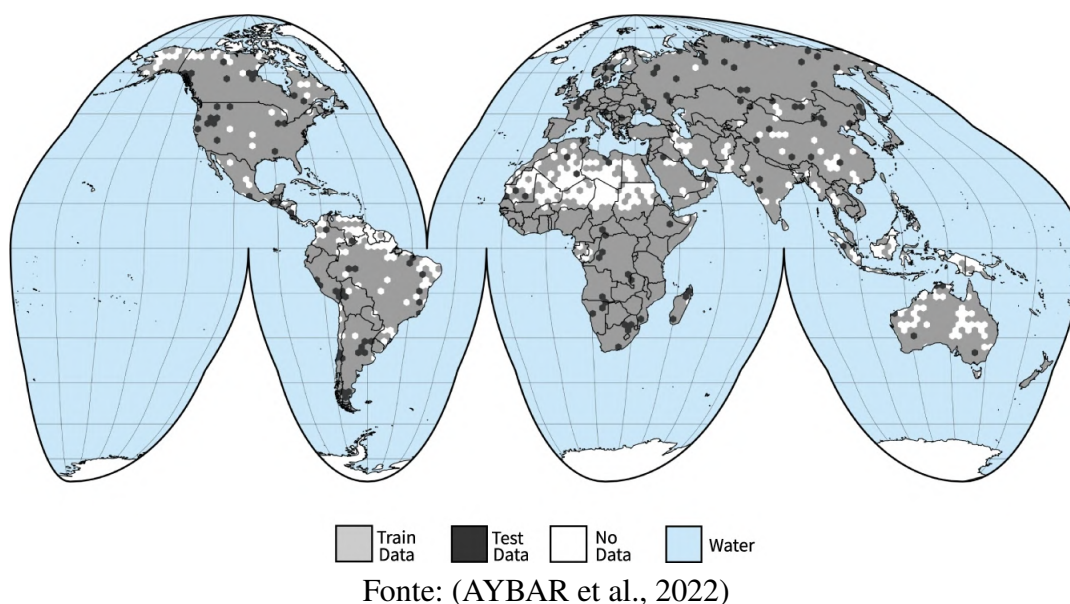 Train Data
Test Data
No Data
Water
Fonte: (AYBAR et al., 2022)